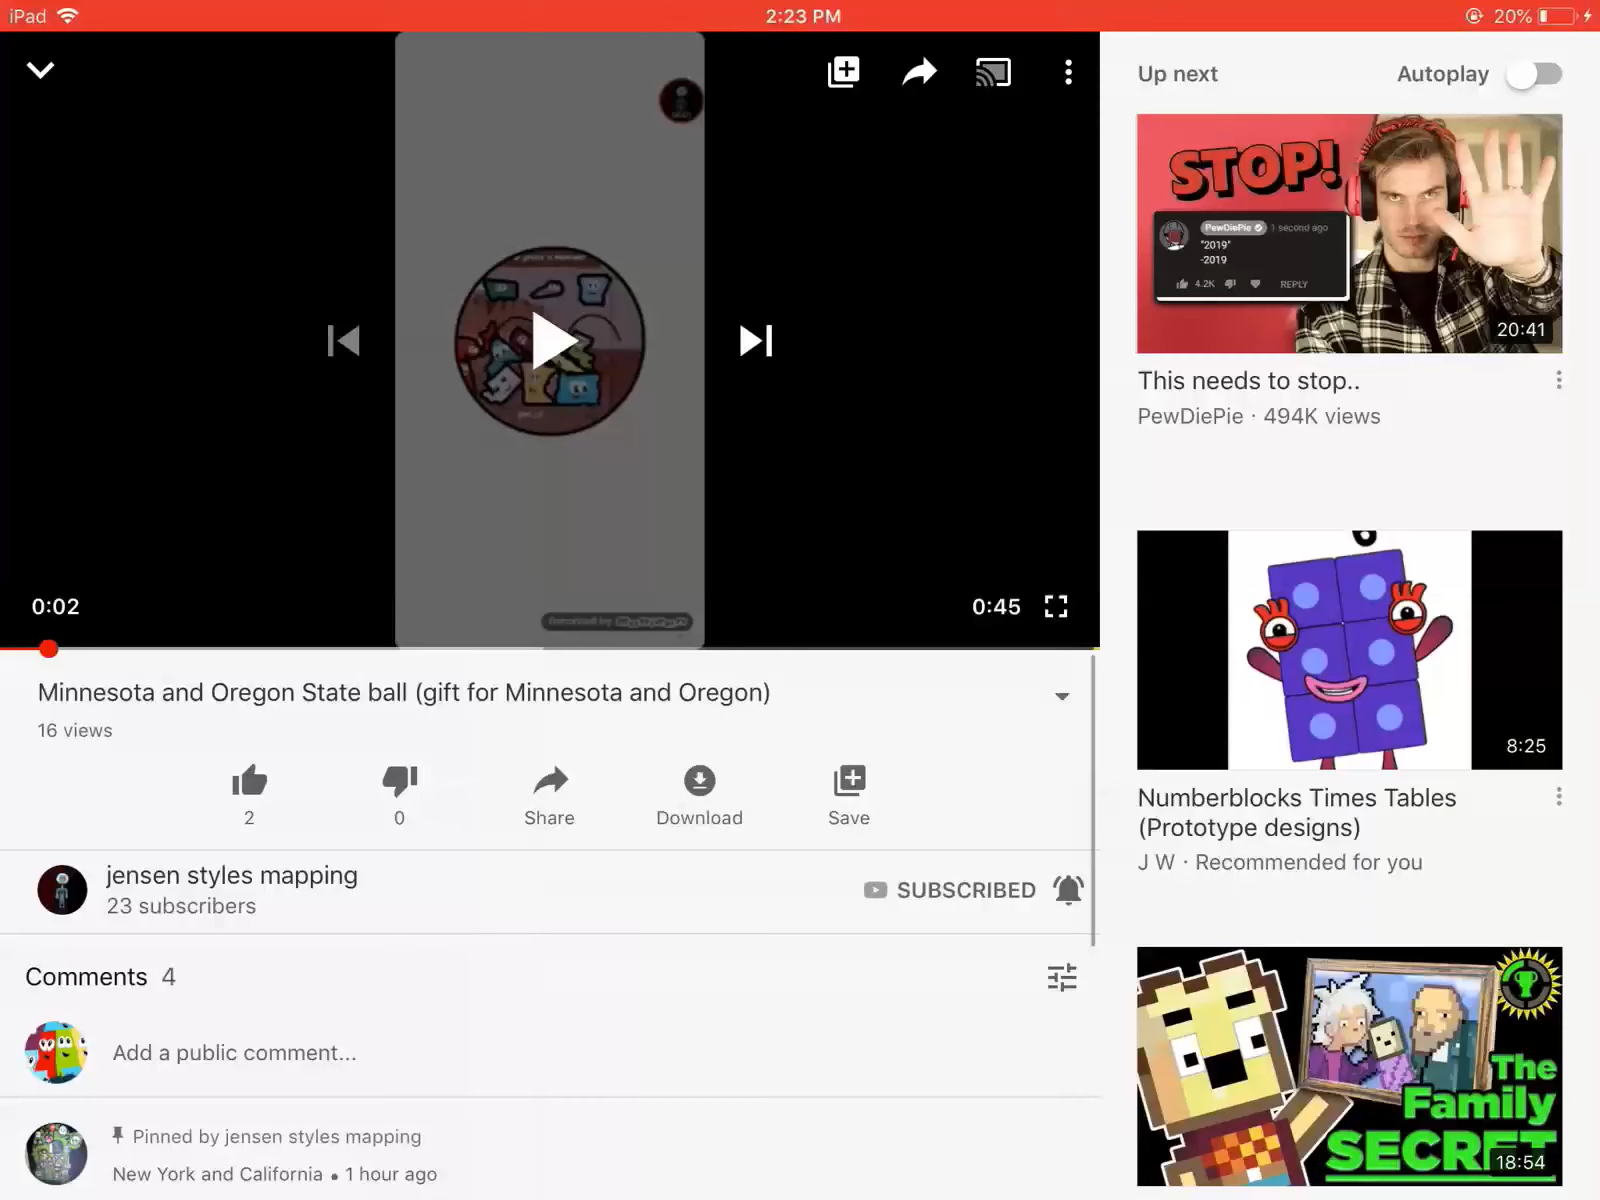 iPad
2:23 PM
20%
0:02
0:45
Minnesota and Oregon State ball (gift for Minnesota and Oregon)
16 views
2
0
Share
Download
Save
jensen styles mapping
23 subscribers
SUBSCRIBED
Comments 4
Add a public comment...
Pinned by jensen styles mapping
New York and California • 1 hour ago
Up next
Autoplay
STOP!
PewDiePie 1 second ago
"2019"
-2019
4.2K
REPLY
20:41
This needs to stop..
PewDiePie · 494K views
6
8:25
Numberblocks Times Tables
(Prototype designs)
J W · Recommended for you
The
Family
SECRET
18:54